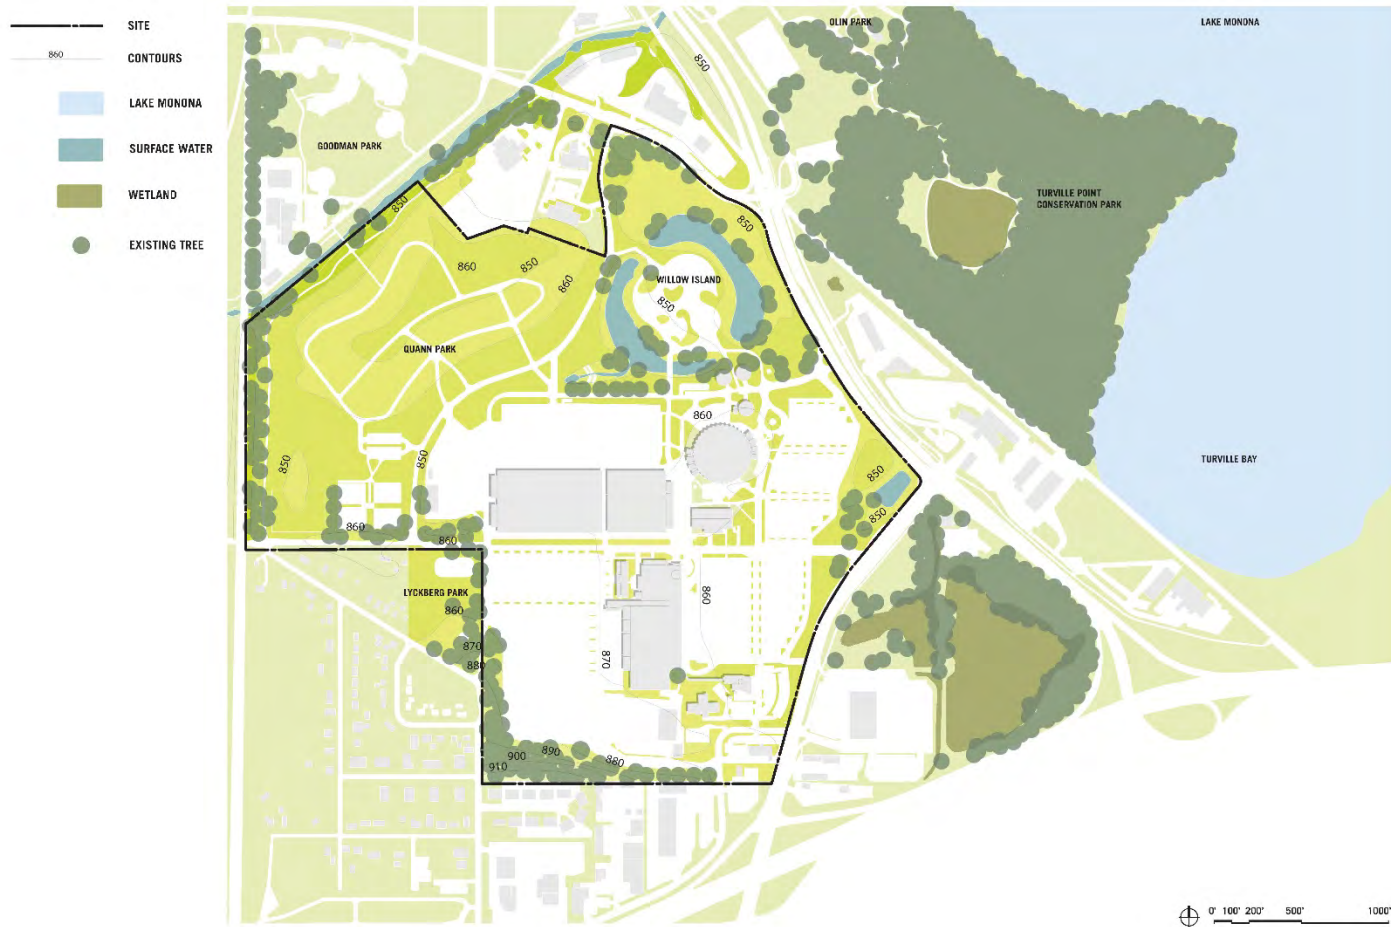 SITE
860
CONTOURS
LAKE MONONA
SURFACE WATER
WETLAND
EXISTING TREE
OLIN PARK
LAKE MONONA
850
GOODMAN PARK
TURVILLE POINT
CONSERVATION PARK
850
850
860
850
860
WILLOW ISLAND
850
QUANN PARK
860
850
850
850
TURVILLE BAY
850
860
860
LYCKBERG PARK
860
860
870
880
870
900
890
880
910
0' 100' 200' 500' 1000'